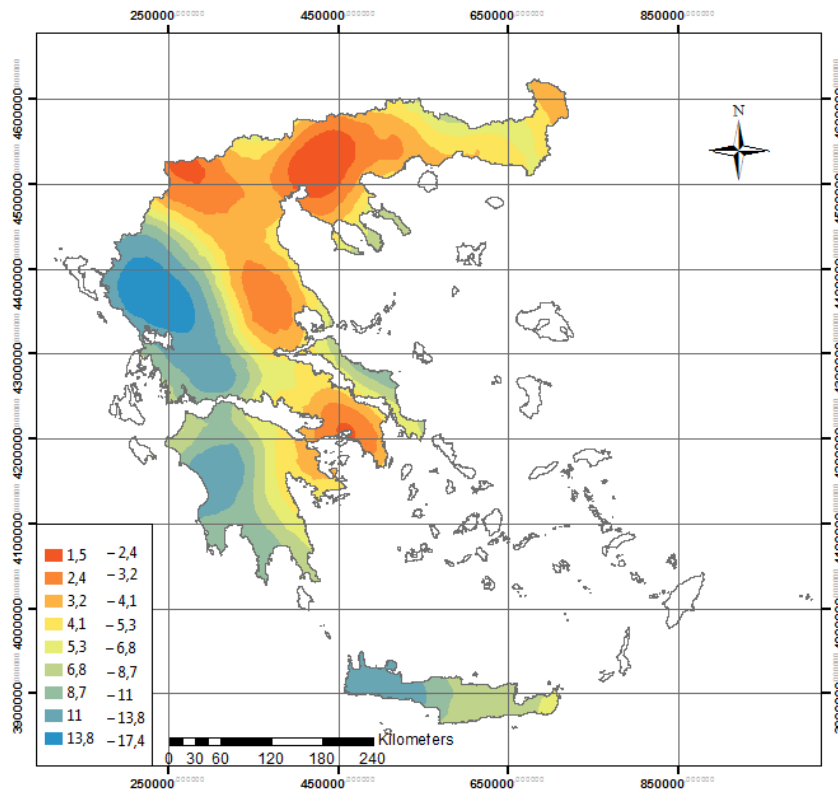 250000
450000
650000
850000
4600000
4500000
4400000
4300000
4200000
4100000
4000000
3900000
N
1,5 – 2,4
2,4 – 3,2
3,2 – 4,1
4,1 – 5,3
5,3 – 6,8
6,8 – 8,7
8,7 – 11
11 – 13,8
13,8 – 17,4
Kilometers
0 30 60 120 180 240
250000
450000
650000
850000